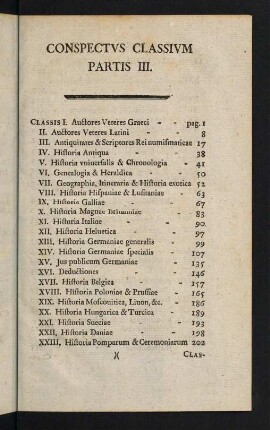 CONSPECTVS CLASSIVM
PARTIS III.
CLASSIS I. Auctores Veteres Graeci - - pag. 1
II. Auctores Veteres Latini - - 8
III. Antiquitates & Scriptores Rei numismaticae 17
IV. Historia Antiqua - - 38
V. Historia vniuersalis & Chronologia - 41
VI. Genealogia & Heraldica - - 50
VII. Geographia, Itineraria & Historia exotica 52
VIII. Historia Hispaniae & Lusitaniae - 63
IX. Historia Galliae - - 67
X. Historia Magnae Britanniae - 83
XI. Historia Italiae - - 90
XII. Historia Heluetica - - 97
XIII. Historia Germaniae generalis - 99
XIV. Historia Germaniae specialis - 107
XV. Jus publicum Germaniae - 135
XVI. Deductiones - - 146
XVII. Historia Belgica - - 157
XVIII. Historia Poloniae & Prussiae - 165
XIX. Historia Moscouitica, Liuon, &c. - 186
XX. Historia Hungarica & Turcica - 189
XXI. Historia Sueciae - - 193
XXII. Historia Daniae - - 198
XXIII. Historia Pomparum & Ceremoniarum 202
)( CLAS-